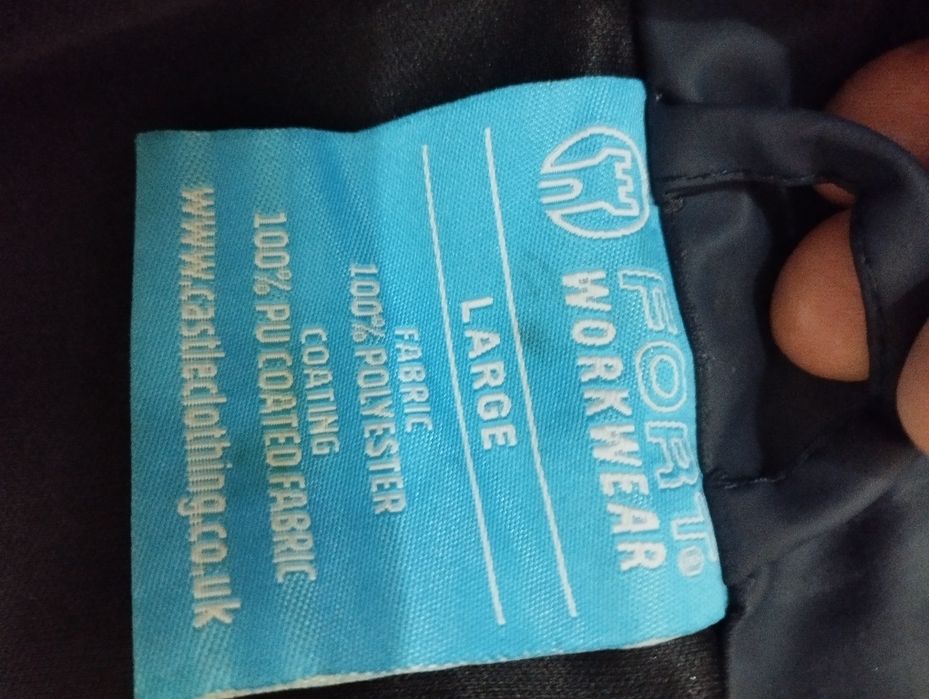 FORT®
WORKWEAR
LARGE
FABRIC
100% POLYESTER
COATING
100% PU COATED FABRIC
www.castleclothing.co.uk